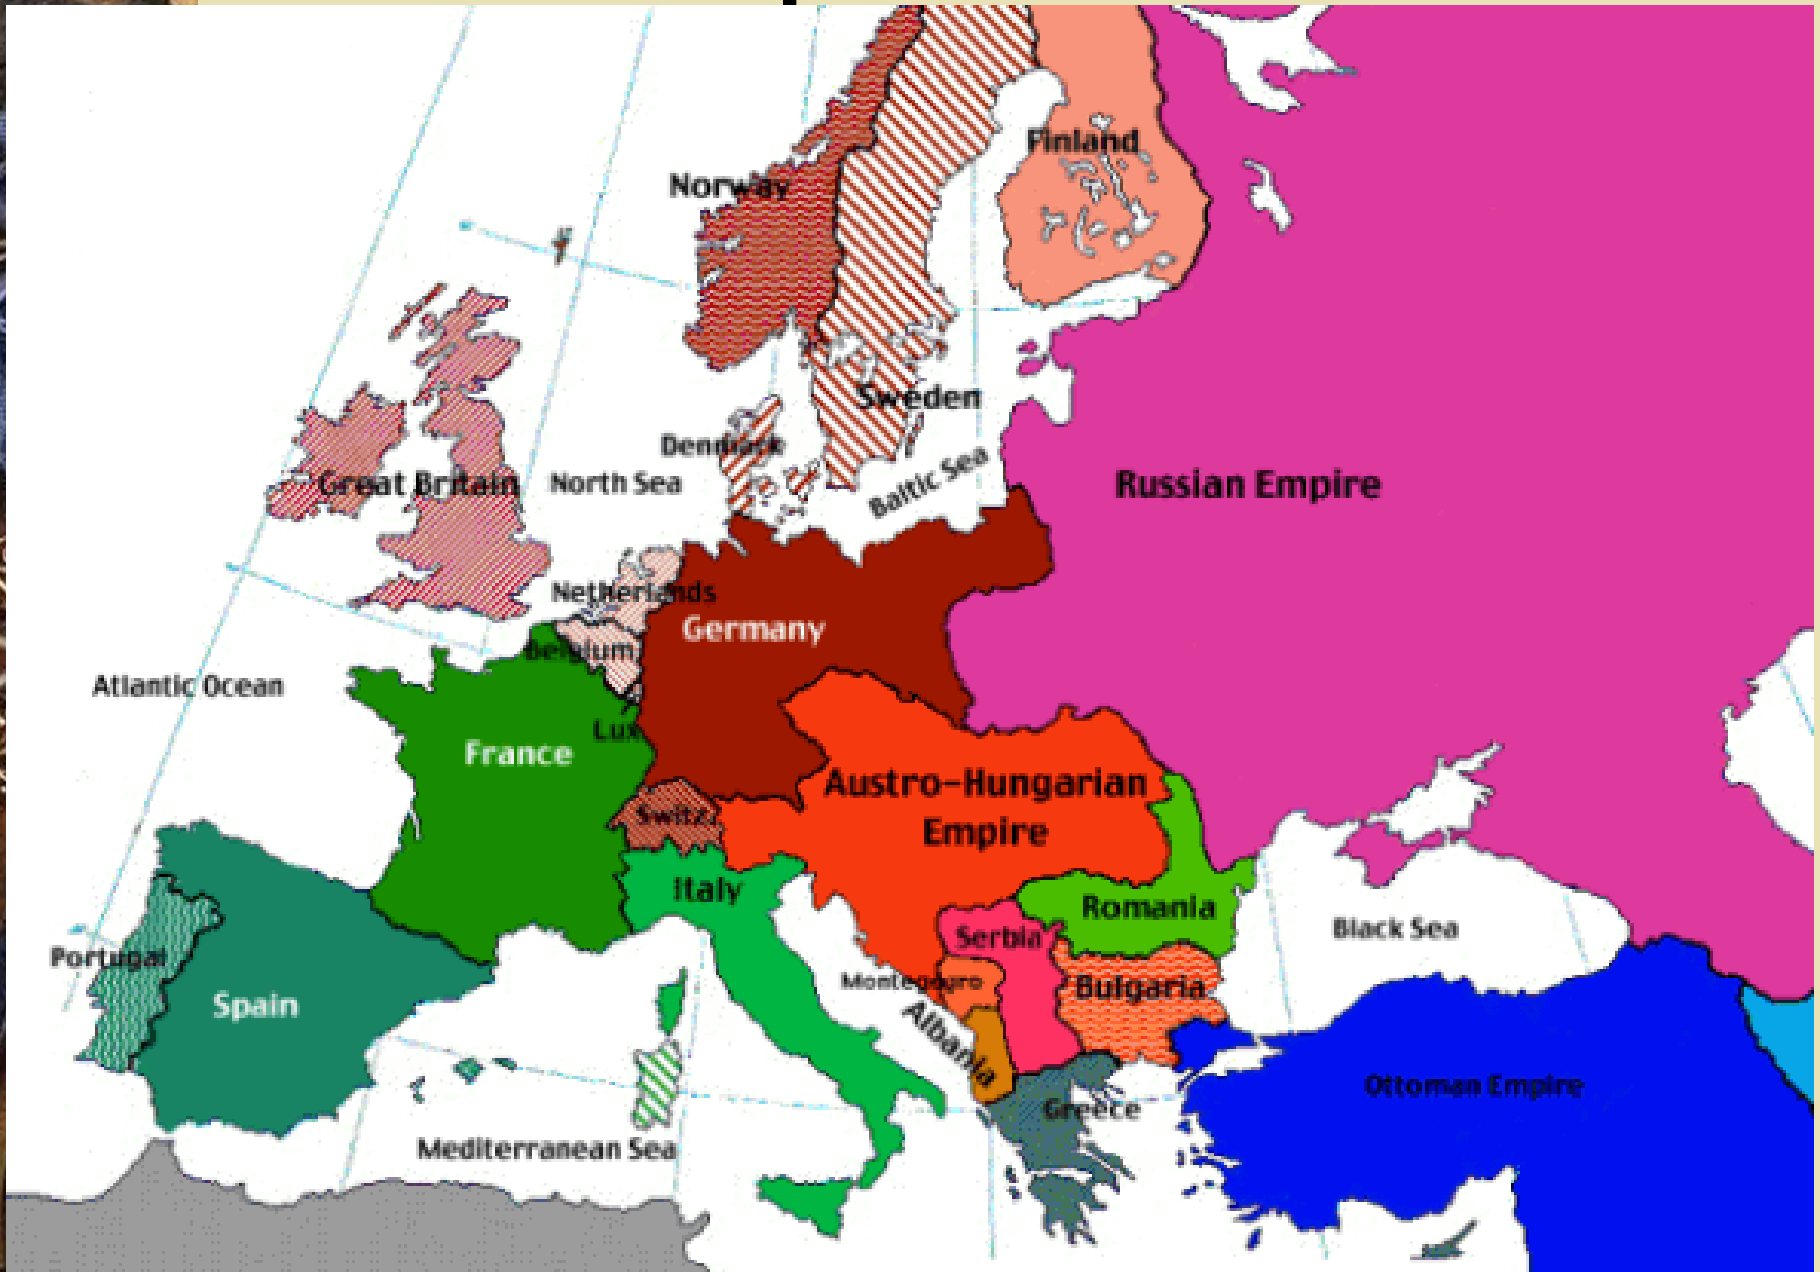 Finland
Norway
Sweden
Denmark
Great Britain
North Sea
Baltic Sea
Russian Empire
Netherlands
Germany
Belgium
Atlantic Ocean
Lux
France
Austro-Hungarian
Empire
Switz.
Italy
Romania
Serbia
Black Sea
Portugal
Montenegro
Bulgaria
Spain
Albania
Ottoman Empire
Greece
Mediterranean Sea